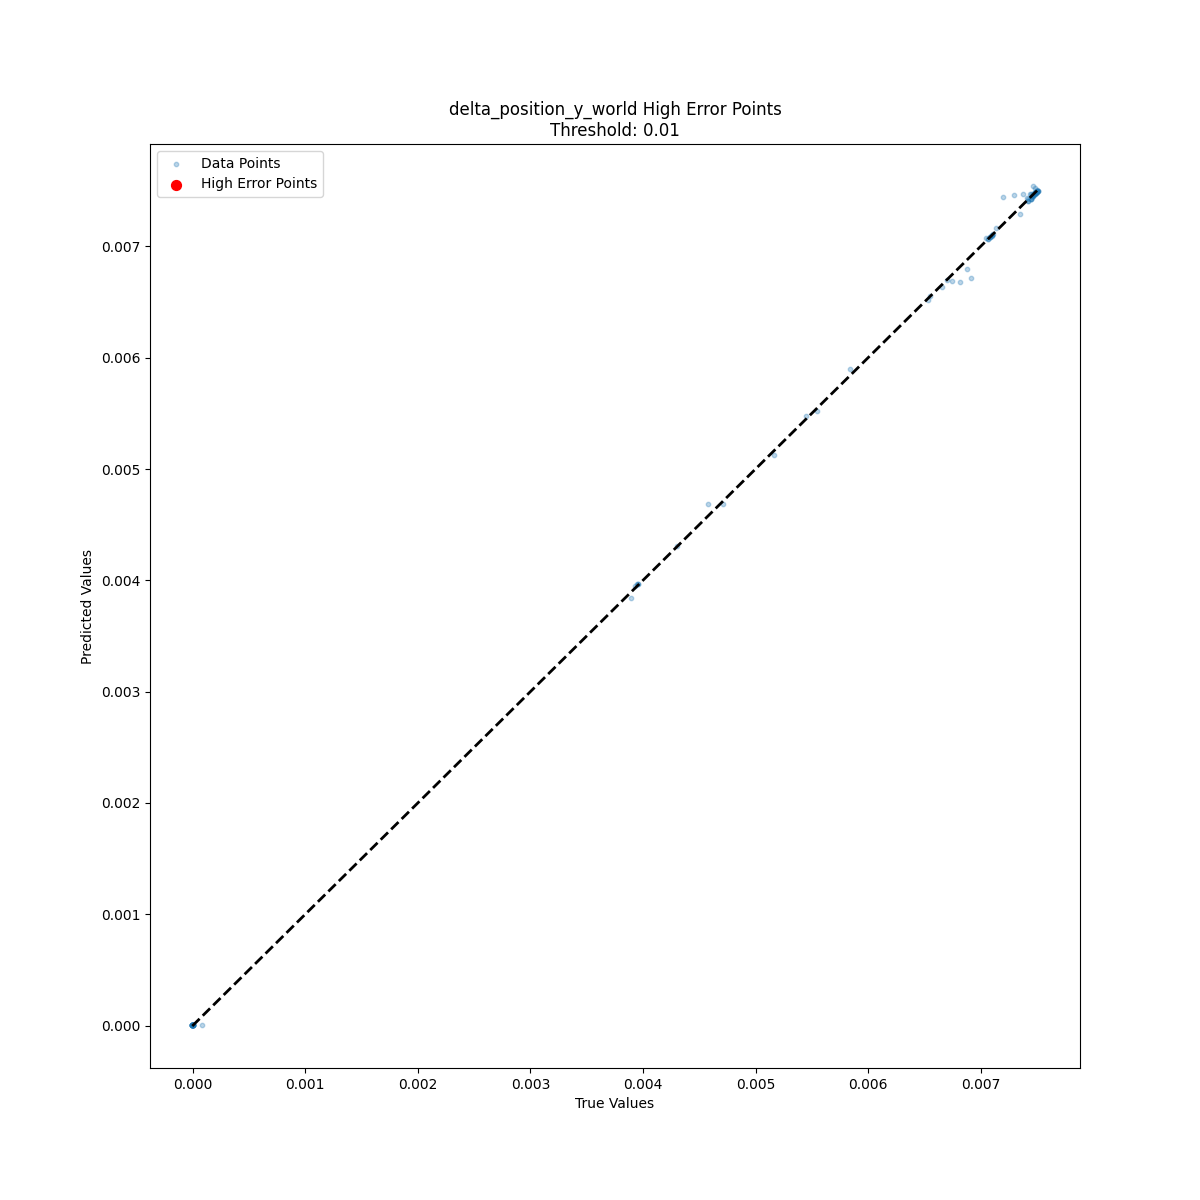 delta_position_y_world High Error Points
Threshold: 0.01
Data Points
High Error Points
0.007
0.006
0.005
0.004
0.003
0.002
0.001
0.000
Predicted Values
0.000 0.001 0.002 0.003 0.004 0.005 0.006 0.007
True Values